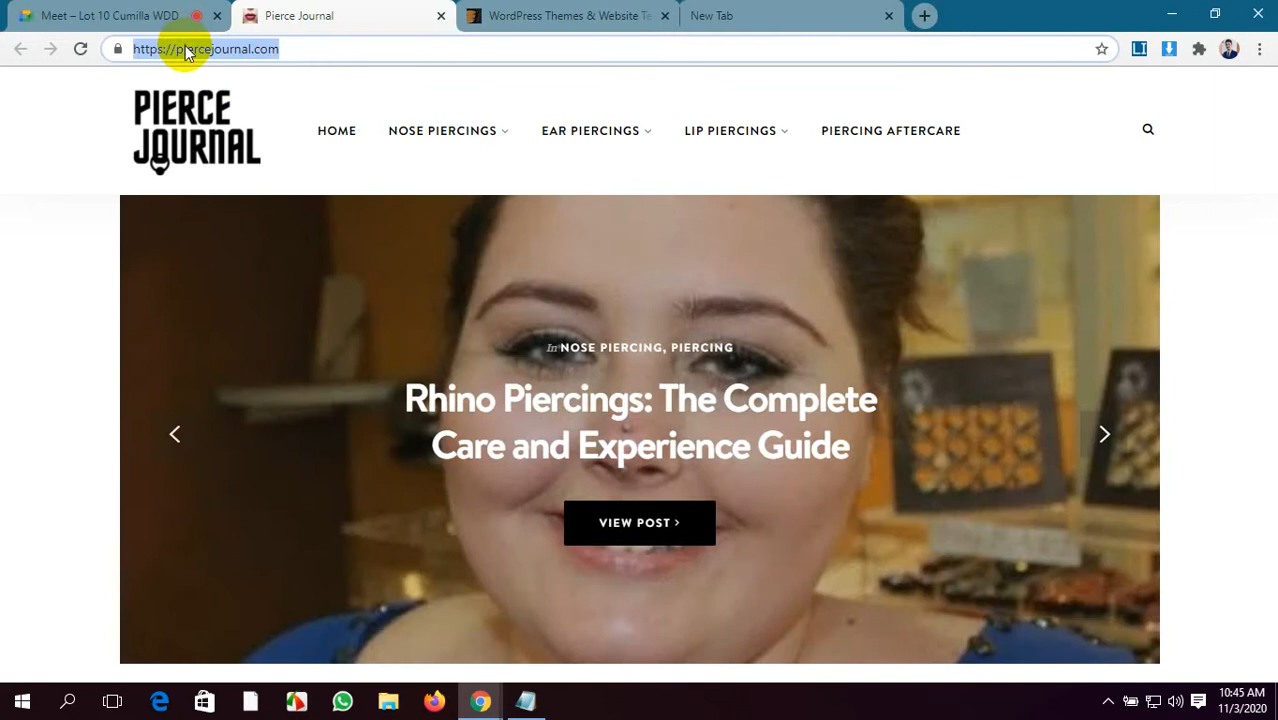 Meet – Lot 10 Cumilla WDD
Pierce Journal
WordPress Themes & Website Te
New Tab
https://piercejournal.com
LI
PIERCE
JOURNAL
HOME
NOSE PIERCINGS
EAR PIERCINGS
LIP PIERCINGS
PIERCING AFTERCARE
In NOSE PIERCING, PIERCING
Rhino Piercings: The Complete
Care and Experience Guide
VIEW POST
10:45 AM
11/3/2020